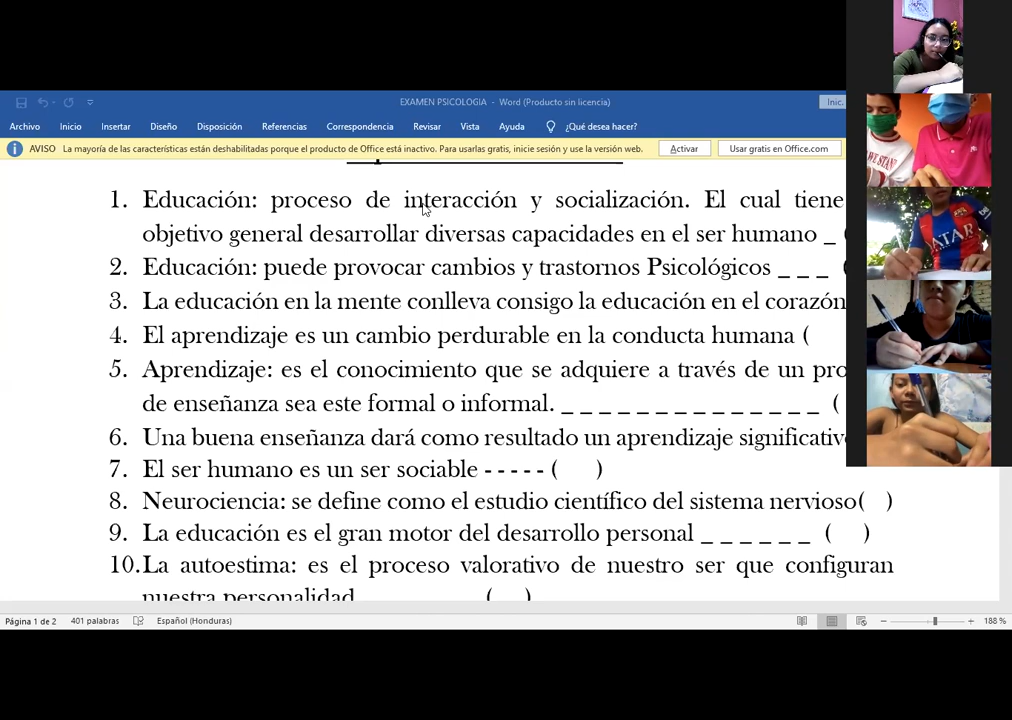 EXAMEN PSICOLOGIA - Word (Producto sin licencia)
Inic.
Archivo Inicio Insertar Diseño Disposición Referencias Correspondencia Revisar Vista Ayuda ¿Qué desea hacer?
AVISO La mayoría de las características están deshabilitadas porque el producto de Office está inactivo. Para usarlas gratis, inicie sesión y use la versión web. Activar Usar gratis en Office.com
1. Educación: proceso de interacción y socialización. El cual tiene
objetivo general desarrollar diversas capacidades en el ser humano _ (
2. Educación: puede provocar cambios y trastornos Psicológicos _ _ _ (
3. La educación en la mente conlleva consigo la educación en el corazón
4. El aprendizaje es un cambio perdurable en la conducta humana (
5. Aprendizaje: es el conocimiento que se adquiere a través de un pro
de enseñanza sea este formal o informal. _ _ _ _ _ _ _ _ _ _ _ _ _ _ (
6. Una buena enseñanza dará como resultado un aprendizaje significativo
7. El ser humano es un ser sociable - - - - - ( )
8. Neurociencia: se define como el estudio científico del sistema nervioso( )
9. La educación es el gran motor del desarrollo personal _ _ _ _ _ _ ( )
10. La autoestima: es el proceso valorativo de nuestro ser que configuran
nuestra personalidad ( )
Página 1 de 2 401 palabras Español (Honduras) 188 %